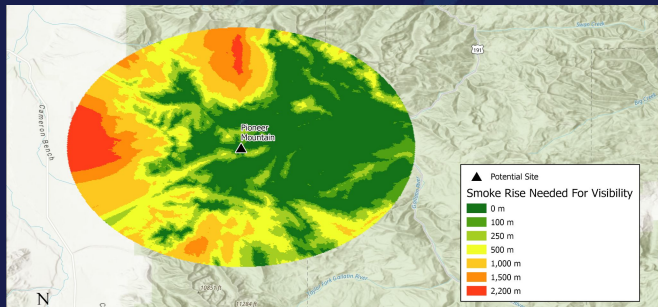 191
Cameron Bench
Pioneer
Mountain
Potential Site
Smoke Rise Needed For Visibility
0 m
100 m
250 m
500 m
1,000 m
1,500 m
2,200 m
N